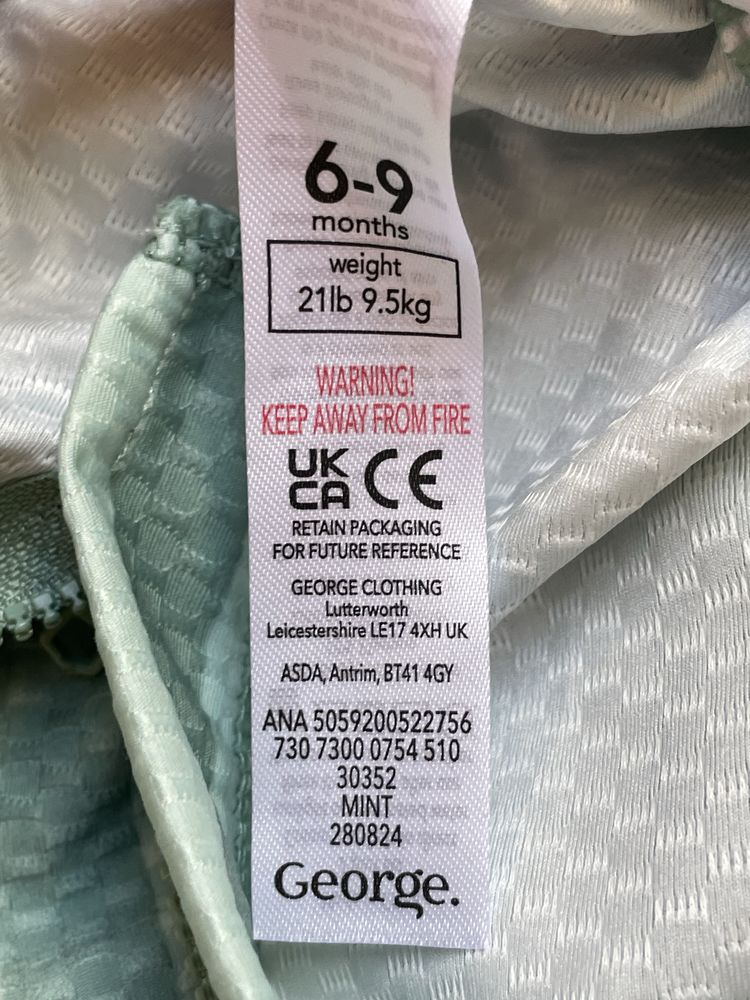 6-9
months
weight
21lb 9.5kg
WARNING!
KEEP AWAY FROM FIRE
UK
CA CE
RETAIN PACKAGING
FOR FUTURE REFERENCE
GEORGE CLOTHING
Lutterworth
Leicestershire LE17 4XH UK
ASDA, Antrim, BT41 4GY
ANA 5059200522756
730 7300 0754 510
30352
MINT
280824
George.